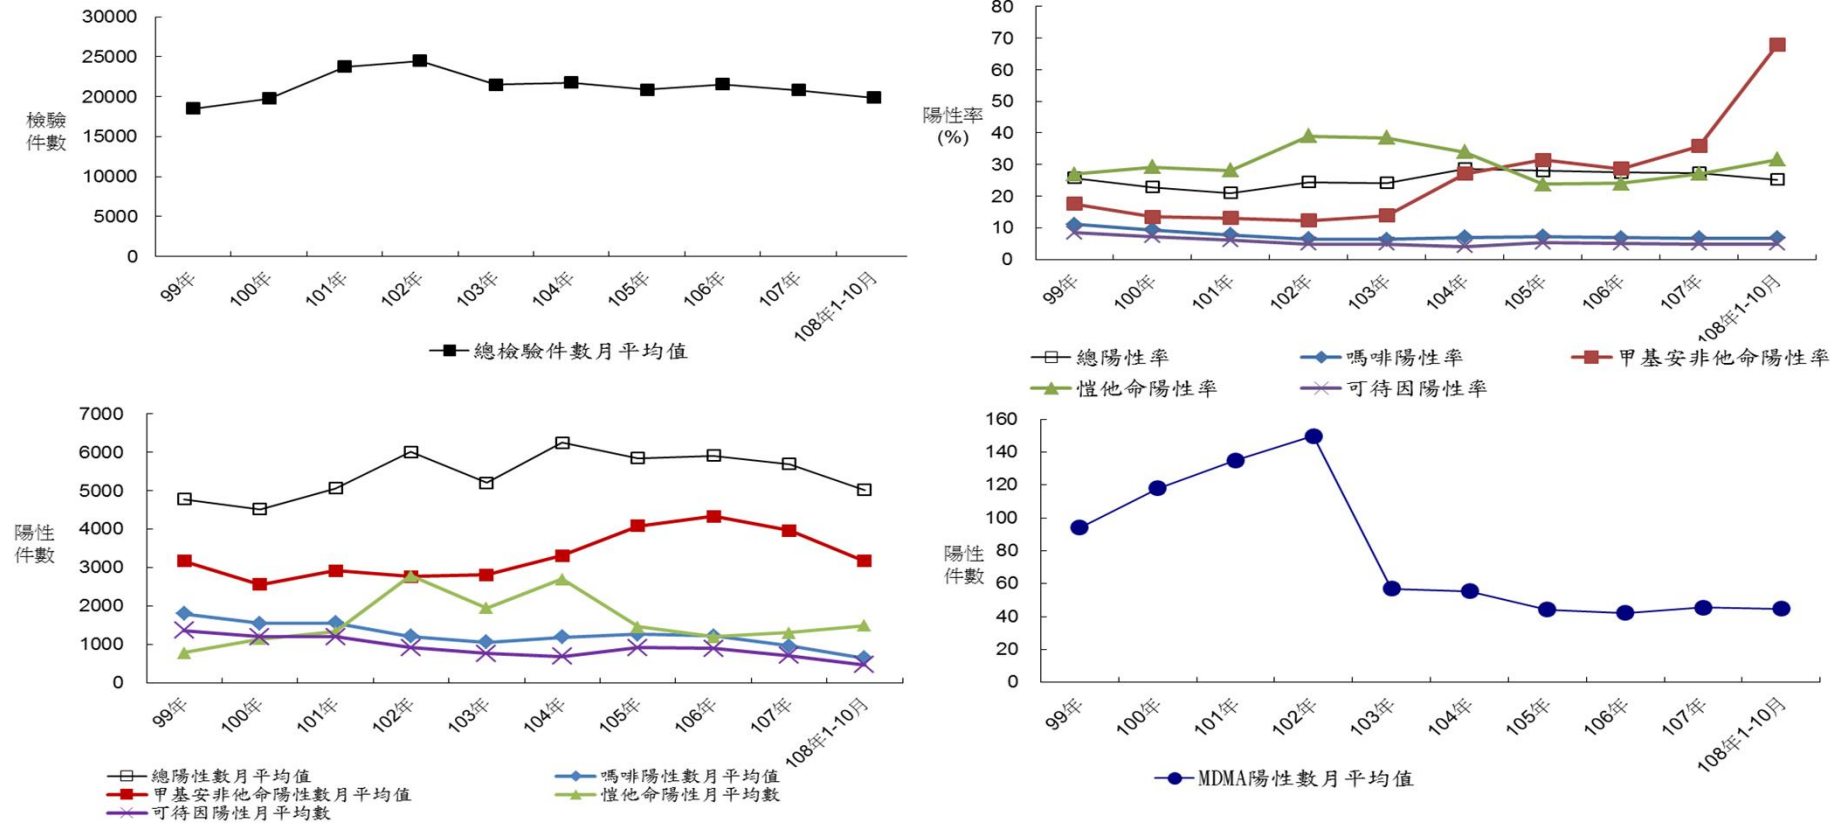 30000
25000
20000
15000
10000
5000
0
檢驗
件數
99年
100年
101年
102年
103年
104年
105年
106年
107年
108年1-10月
總檢驗件數月平均值
80
70
60
50
40
30
20
10
0
陽性率
(%)
99年
100年
101年
102年
103年
104年
105年
106年
107年
108年1-10月
總陽性率
嗎啡陽性率
甲基安非他命陽性率
愷他命陽性率
可待因陽性率
7000
6000
5000
4000
3000
2000
1000
0
陽性
件數
99年
100年
101年
102年
103年
104年
105年
106年
107年
108年1-10月
總陽性數月平均值
嗎啡陽性數月平均值
甲基安非他命陽性數月平均值
愷他命陽性月平均數
可待因陽性月平均數
160
140
120
100
80
60
40
20
0
陽性
件數
99年
100年
101年
102年
103年
104年
105年
106年
107年
108年1-10月
MDMA陽性數月平均值